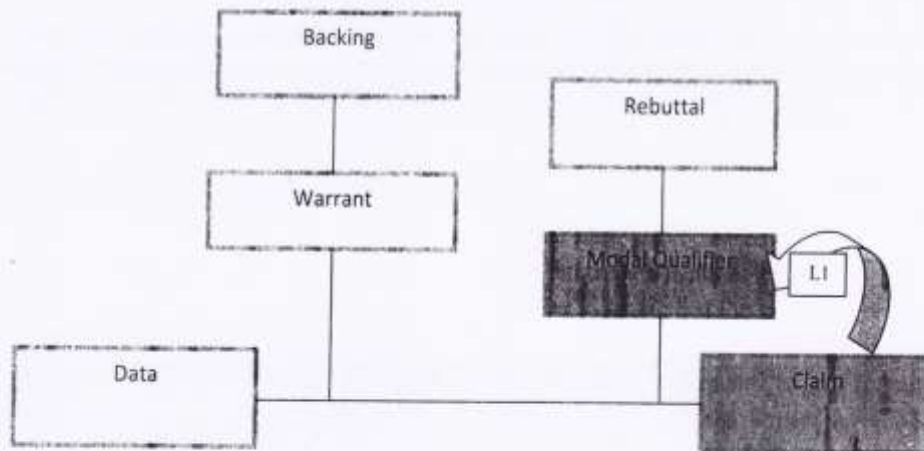 Backing
Rebuttal
Warrant
Modal Qualifier
L1
Data
Claim